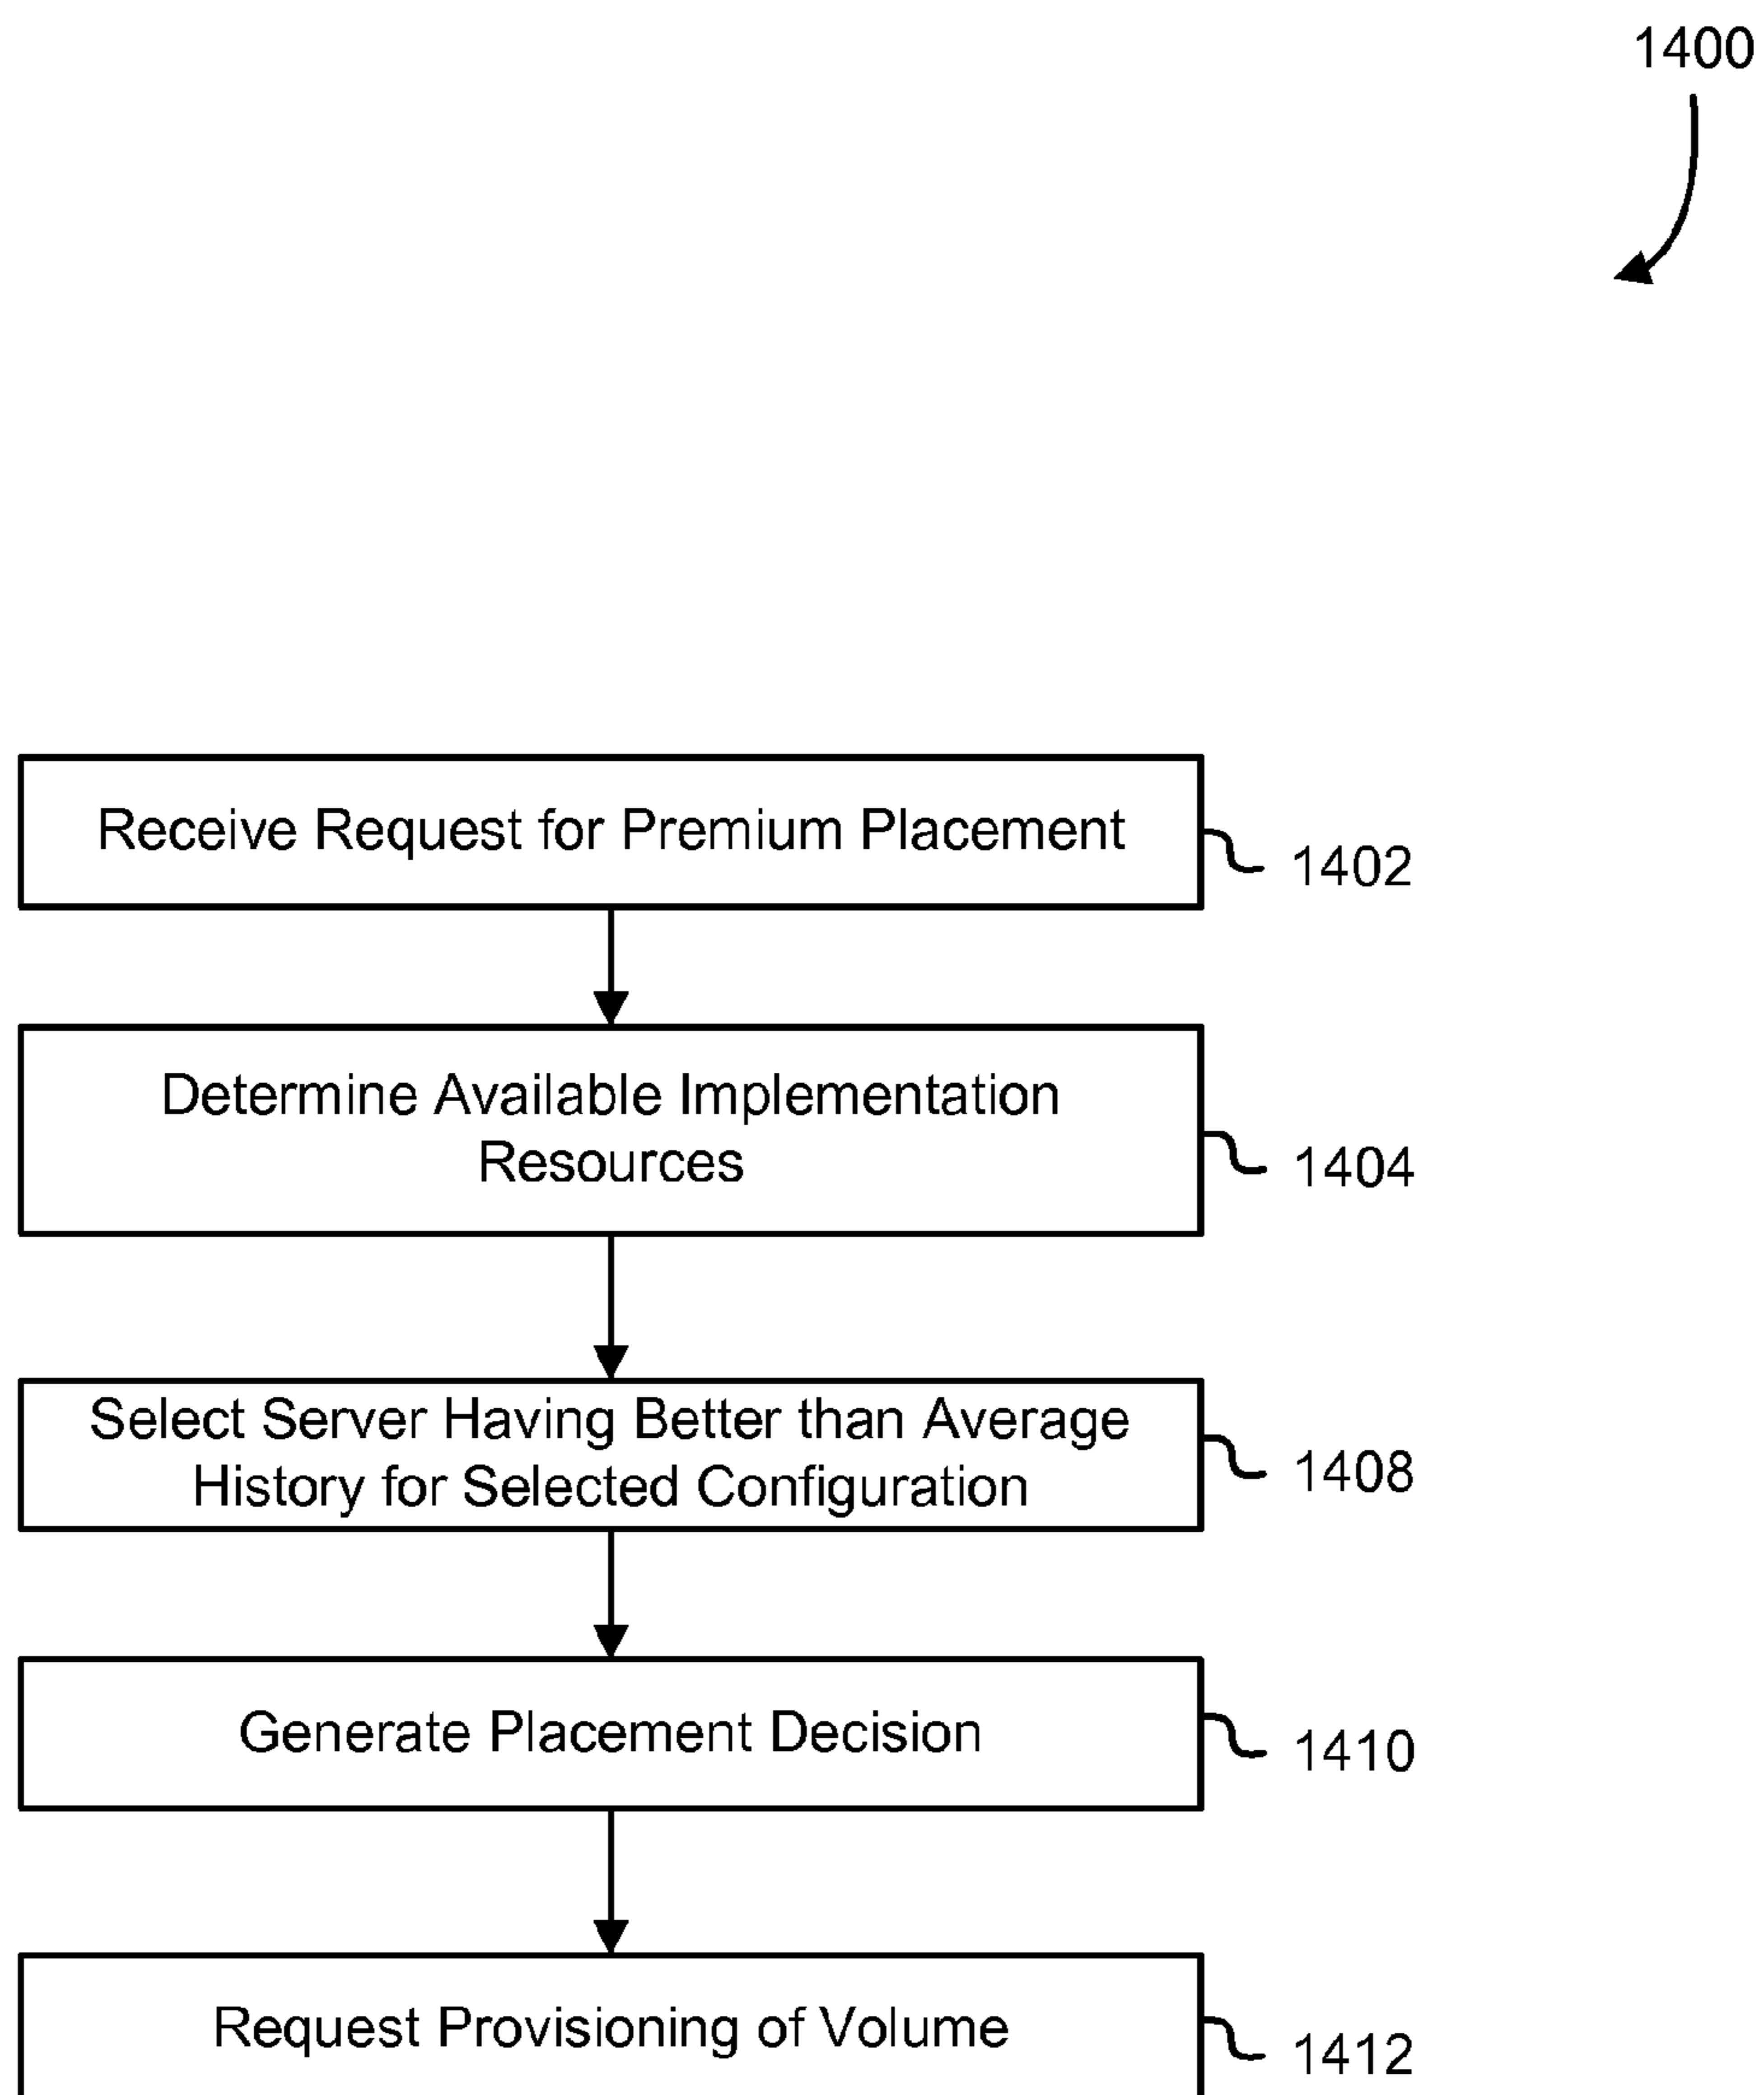 1400
Receive Request for Premium Placement
1402
Determine Available Implementation
Resources
1404
Select Server Having Better than Average
History for Selected Configuration
1408
Generate Placement Decision
1410
Request Provisioning of Volume
1412